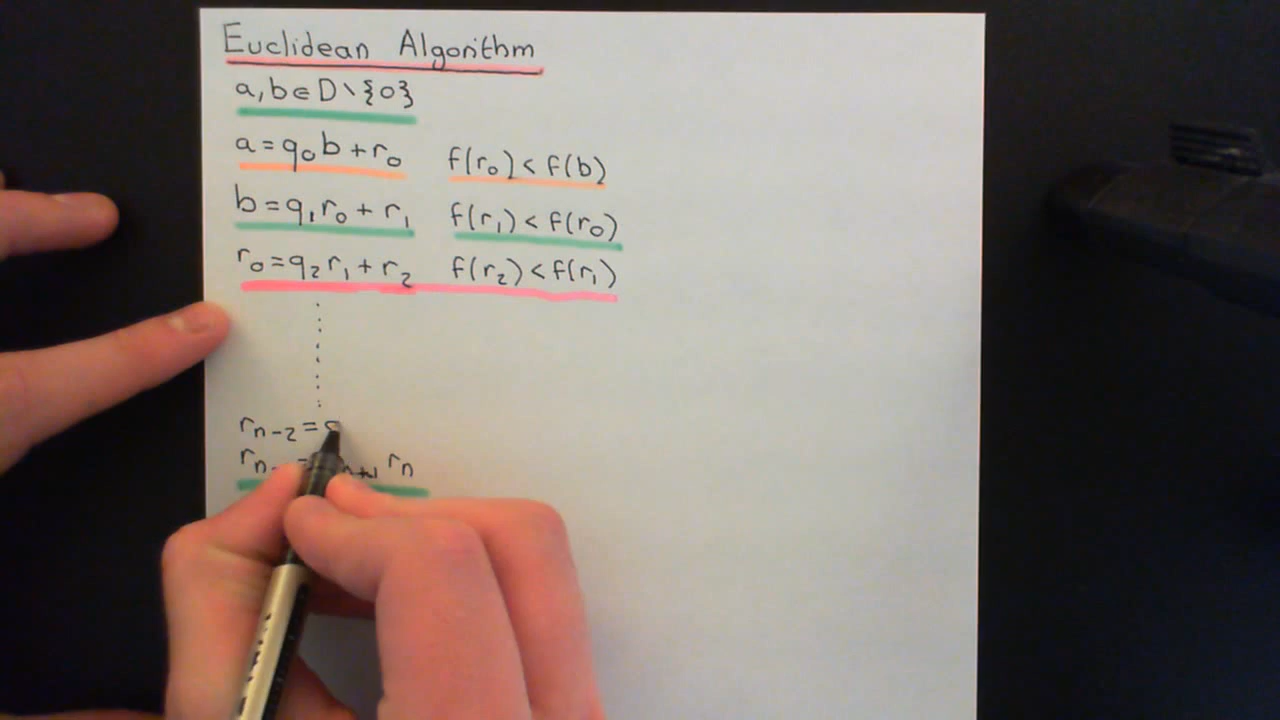 Euclidean Algorithm
a, b ∈ D \ {0}
a = q₀b + r₀ f(r₀) < f(b)
b = q₁r₀ + r₁ f(r₁) < f(r₀)
r₀ = q₂r₁ + r₂ f(r₂) < f(r₁)
rₙ₋₂ =
rₙ